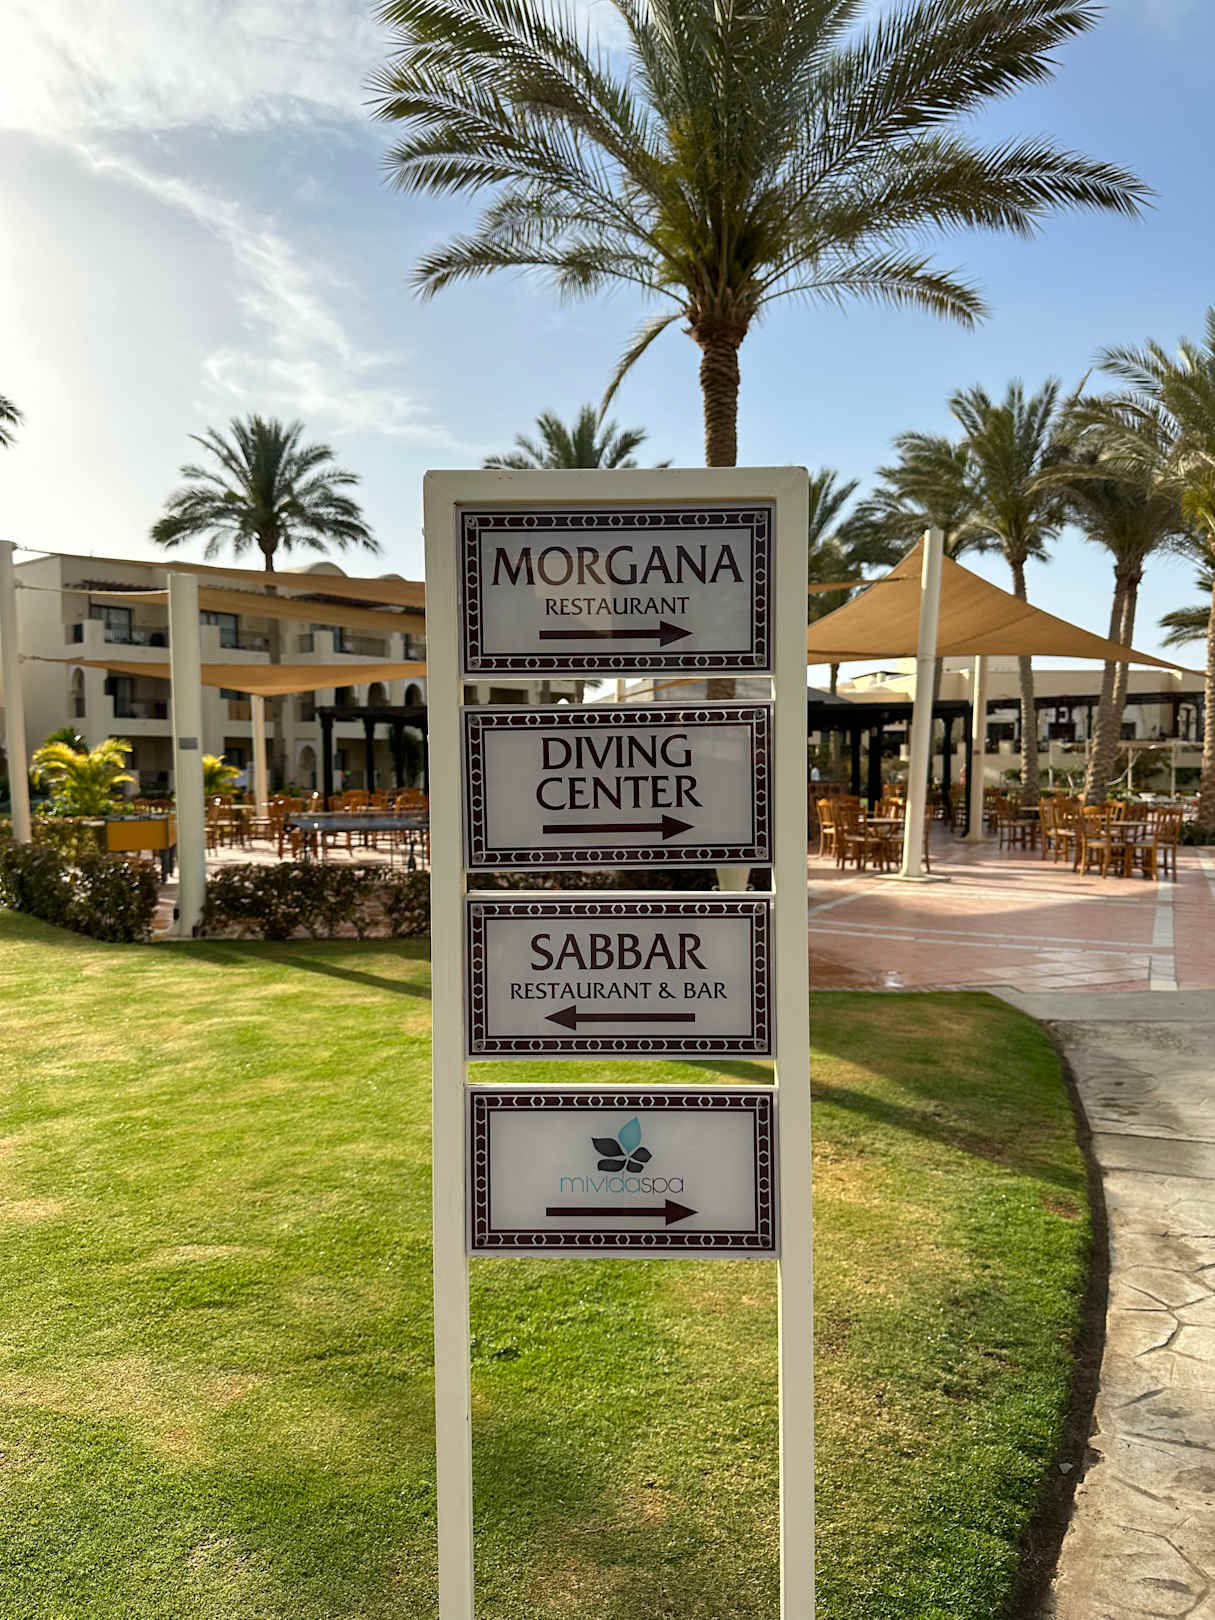 MORGANA
RESTAURANT
DIVING
CENTER
SABBAR
RESTAURANT & BAR
mividaspa